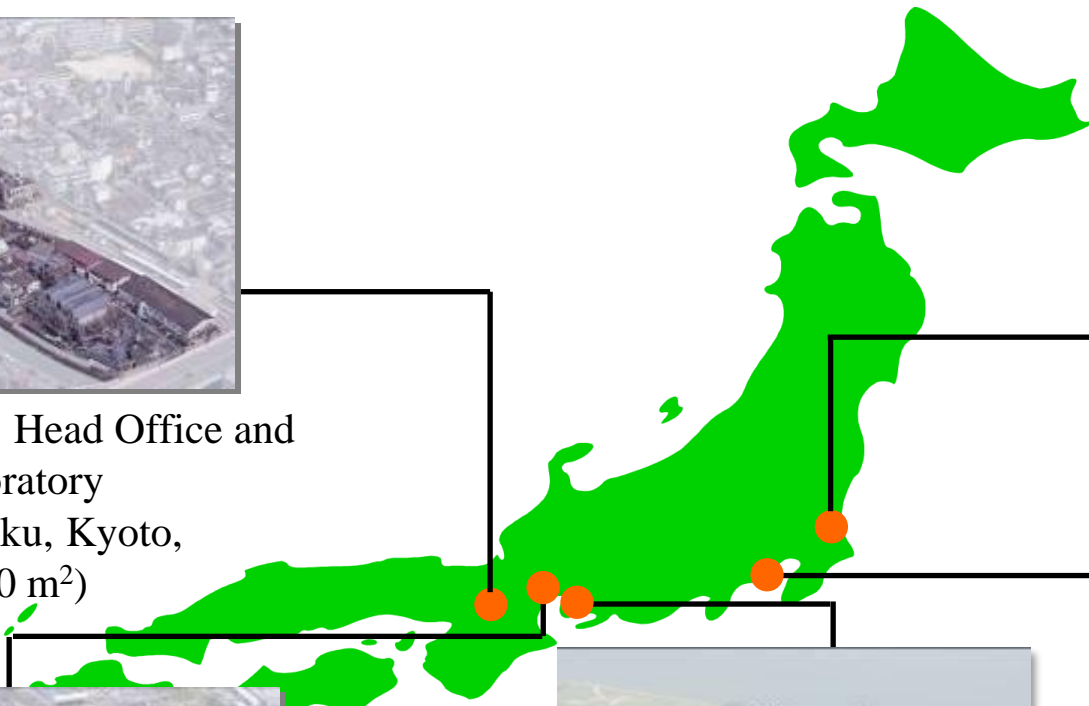 Head Office and
oratory
ku, Kyoto,
0 m²)